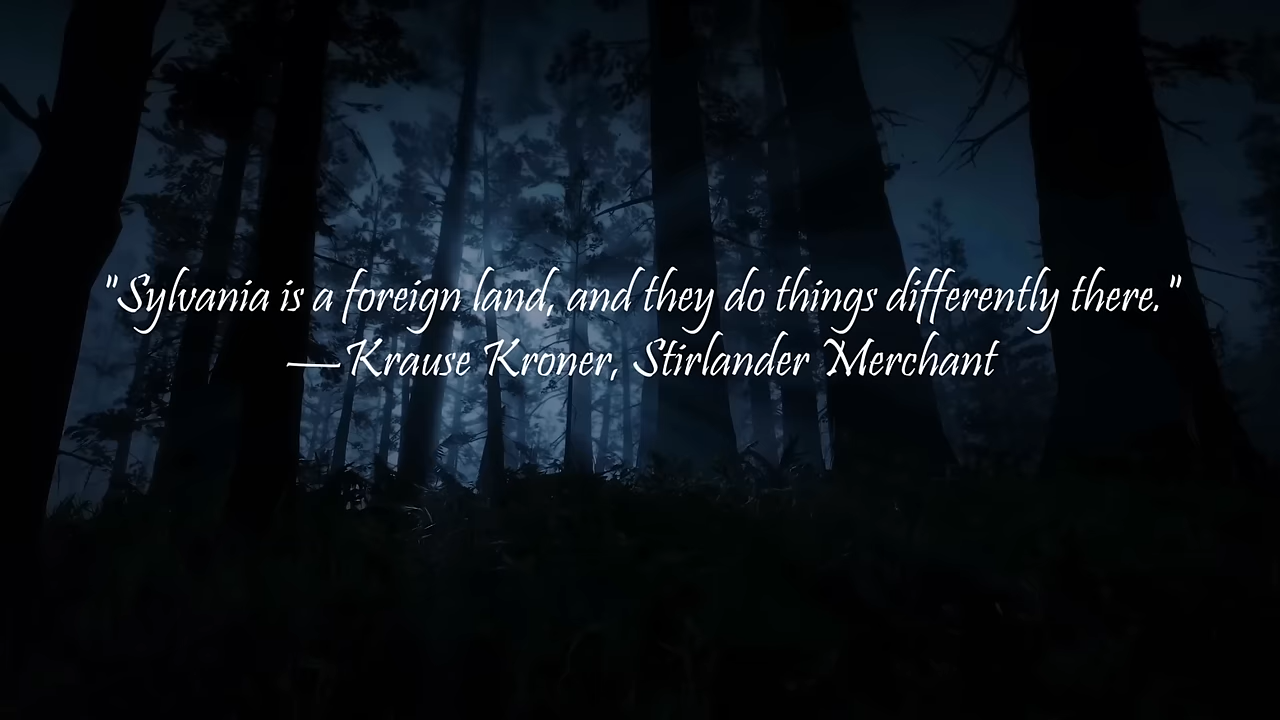 "Sylvania is a foreign land, and they do things differently there."
— Krause Kroner, Stirlander Merchant